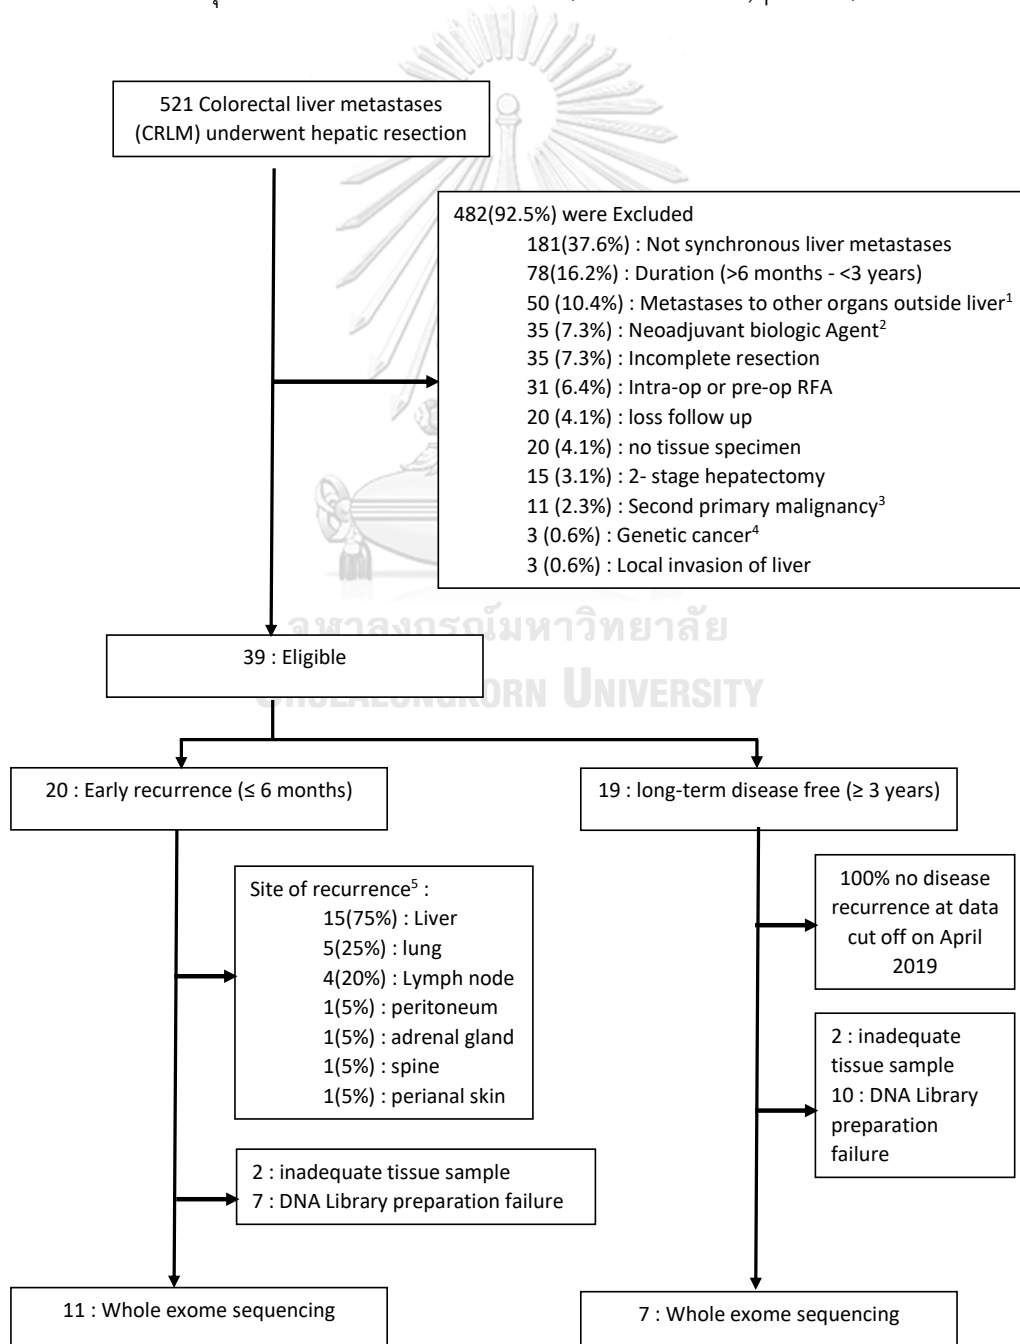 521 Colorectal liver metastases
(CRLM) underwent hepatic resection
482(92.5%) were Excluded
181(37.6%) : Not synchronous liver metastases
78(16.2%) : Duration (>6 months - <3 years)
50 (10.4%) : Metastases to other organs outside liver¹
35 (7.3%) : Neoadjuvant biologic Agent²
35 (7.3%) : Incomplete resection
31 (6.4%) : Intra-op or pre-op RFA
20 (4.1%) : loss follow up
20 (4.1%) : no tissue specimen
15 (3.1%) : 2- stage hepatectomy
11 (2.3%) : Second primary malignancy³
3 (0.6%) : Genetic cancer⁴
3 (0.6%) : Local invasion of liver
จุฬาลงกรณ์มหาวิทยาลัย
39 : Eligible
CHULALONGKORN UNIVERSITY
20 : Early recurrence (≤ 6 months)
19 : long-term disease free (≥ 3 years)
Site of recurrence⁵ :
15(75%) : Liver
5(25%) : lung
4(20%) : Lymph node
1(5%) : peritoneum
1(5%) : adrenal gland
1(5%) : spine
1(5%) : perianal skin
100% no disease
recurrence at data
cut off on April
2019
2 : inadequate
tissue sample
10 : DNA Library
preparation
failure
2 : inadequate tissue sample
7 : DNA Library preparation failure
11 : Whole exome sequencing
7 : Whole exome sequencing